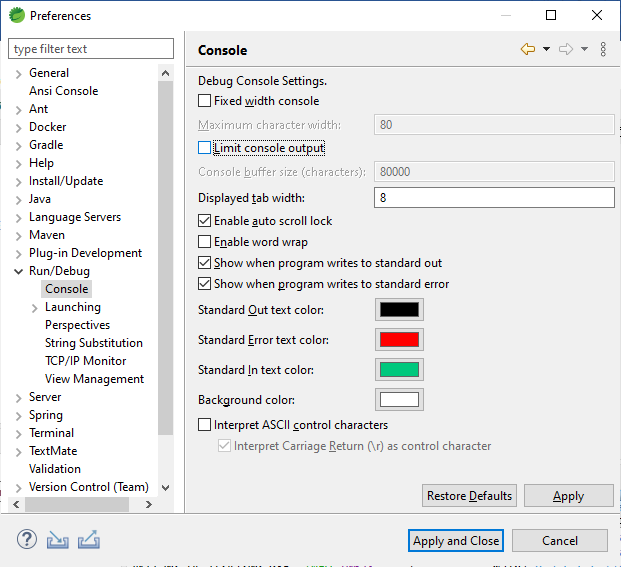 Preferences
type filter text
General
Ansi Console
Ant
Docker
Gradle
Help
Install/Update
Java
Language Servers
Maven
Plug-in Development
Run/Debug
Console
Launching
Perspectives
String Substitution
TCP/IP Monitor
View Management
Server
Spring
Terminal
TextMate
Validation
Version Control (Team)
Console
Debug Console Settings.
Fixed width console
Maximum character width: 80
Limit console output
Console buffer size (characters): 80000
Displayed tab width: 8
Enable auto scroll lock
Enable word wrap
Show when program writes to standard out
Show when program writes to standard error
Standard Out text color:
Standard Error text color:
Standard In text color:
Background color:
Interpret ASCII control characters
Interpret Carriage Return (\r) as control character
Restore Defaults Apply
? Apply and Close Cancel